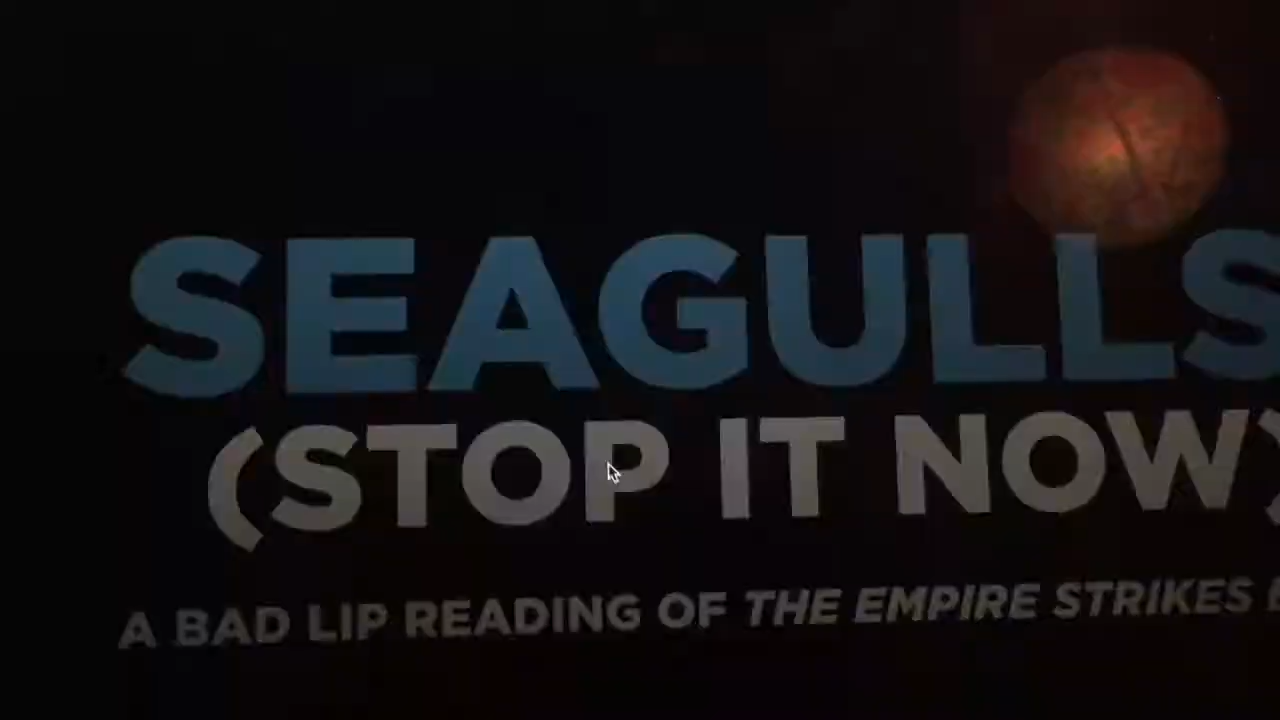 SEAGULLS
(STOP IT NOW)
A BAD LIP READING OF THE EMPIRE STRIKES